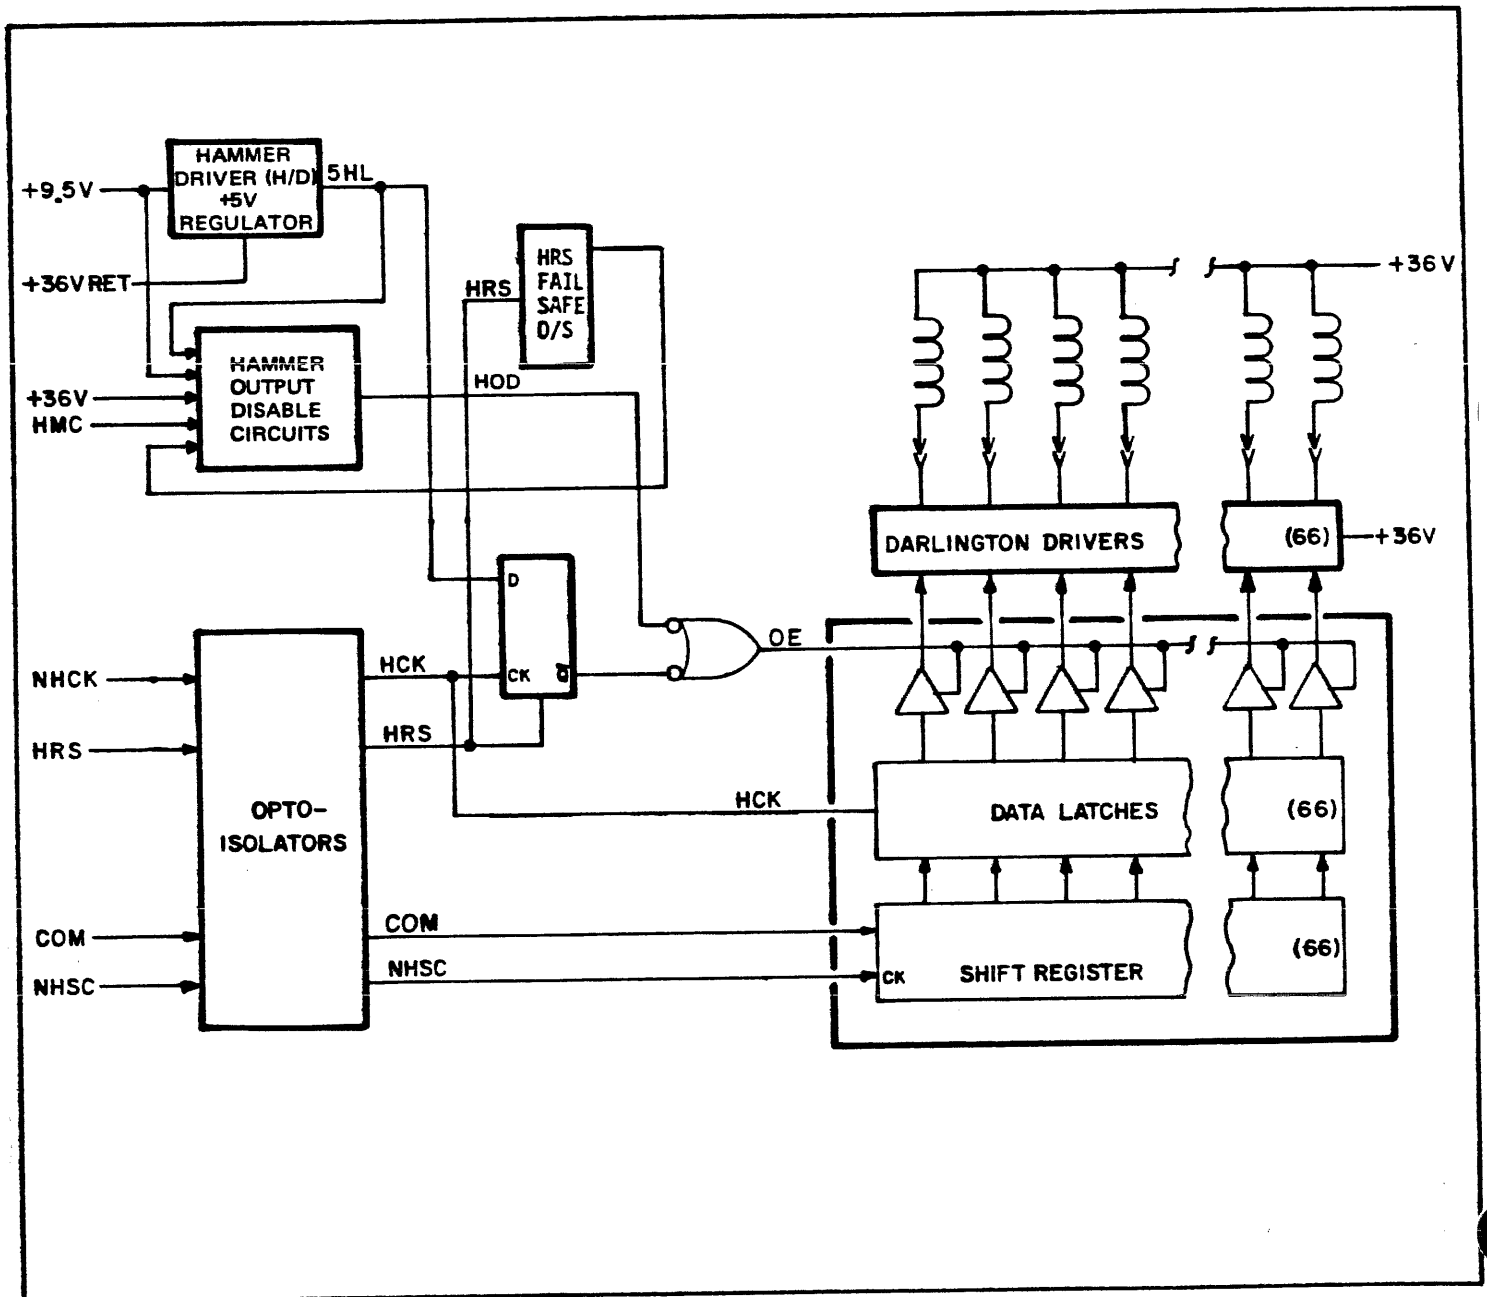 HAMMER
DRIVER (H/D)
+5V
REGULATOR
5HL
+9.5V
+36V RET
HRS
FAIL
SAFE
O/S
HRS
+36V
HAMMER
OUTPUT
DISABLE
CIRCUITS
HOD
+36V
HMC
DARLINGTON DRIVERS
(66)
+36V
D
CK
Q̅
OE
NHCK
HCK
HRS
HRS
OPTO-
ISOLATORS
HCK
DATA LATCHES
(66)
COM
COM
NHSC
NHSC
CK
SHIFT REGISTER
(66)